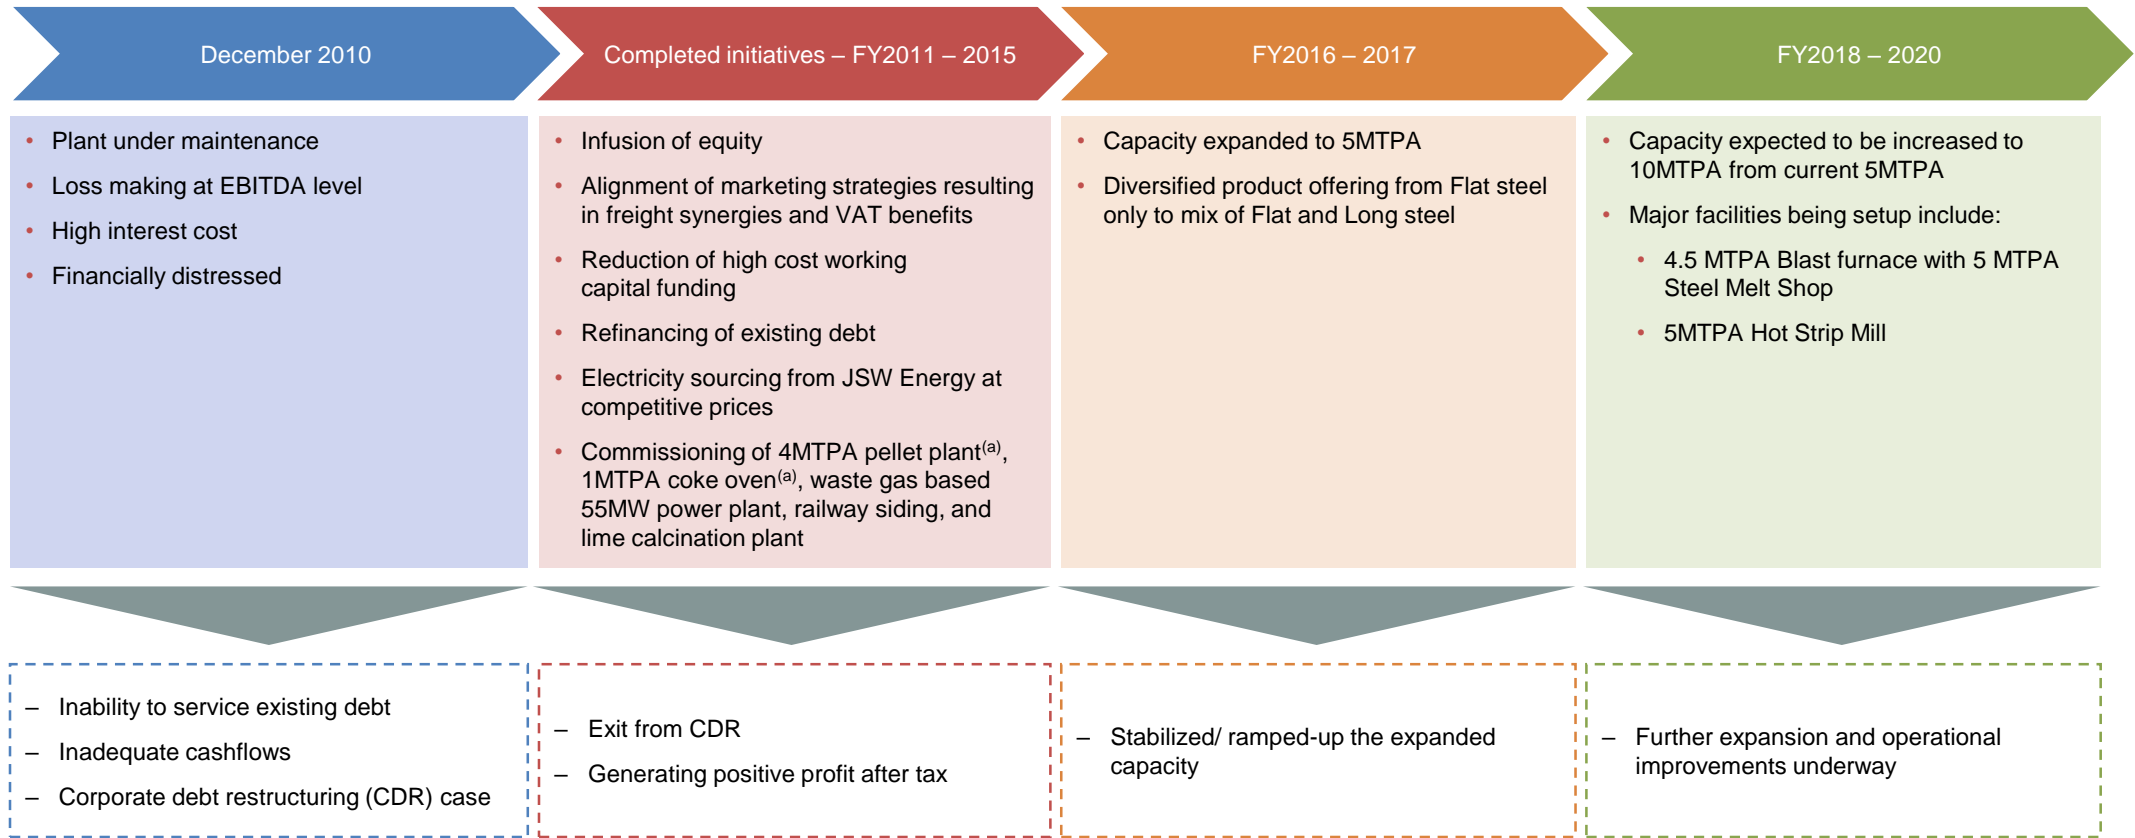 December 2010
Completed initiatives – FY2011 – 2015
FY2016 – 2017
FY2018 – 2020
• Plant under maintenance
• Loss making at EBITDA level
• High interest cost
• Financially distressed
• Infusion of equity
• Alignment of marketing strategies resulting
in freight synergies and VAT benefits
• Reduction of high cost working
capital funding
• Refinancing of existing debt
• Electricity sourcing from JSW Energy at
competitive prices
• Commissioning of 4MTPA pellet plant(a),
1MTPA coke oven(a), waste gas based
55MW power plant, railway siding, and
lime calcination plant
• Capacity expanded to 5MTPA
• Diversified product offering from Flat steel
only to mix of Flat and Long steel
• Capacity expected to be increased to
10MTPA from current 5MTPA
• Major facilities being setup include:
• 4.5 MTPA Blast furnace with 5 MTPA
Steel Melt Shop
• 5MTPA Hot Strip Mill
– Inability to service existing debt
– Inadequate cashflows
– Corporate debt restructuring (CDR) case
– Exit from CDR
– Generating positive profit after tax
– Stabilized/ ramped-up the expanded
capacity
– Further expansion and operational
improvements underway